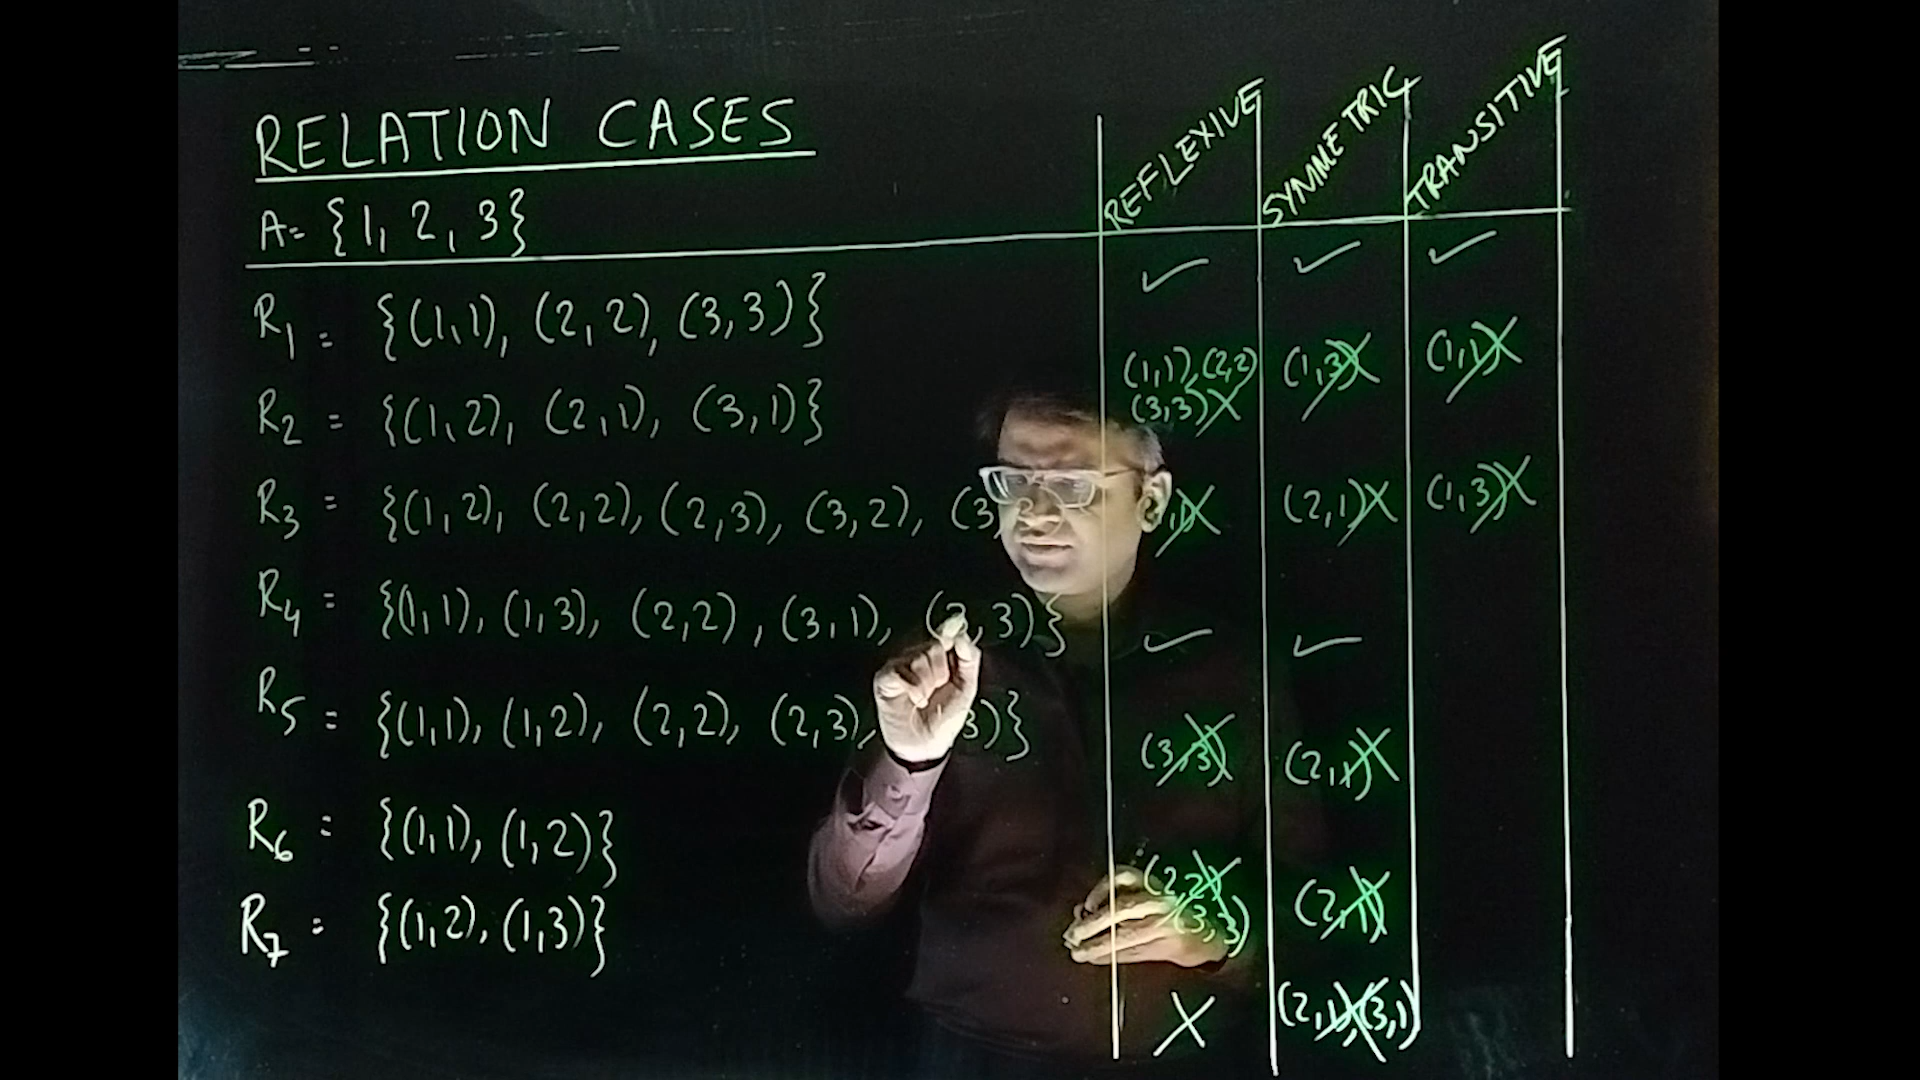 RELATION CASES
A = {1, 2, 3}
REFLEXIVE SYMMETRIC TRANSITIVE
R1 = {(1,1), (2,2), (3,3)} ✓ ✓ ✓
R2 = {(1,2), (2,1), (3,1)} (1,1), (2,2) (1,3)X (1,1)X
(3,3)X
R3 = {(1,2), (2,2), (2,3), (3,2), (3, X (2,1)X (1,3)X
R4 = {(1,1), (1,3), (2,2), (3,1), (3,3)} ✓ ✓
R5 = {(1,1), (1,2), (2,2), (2,3), 3)} (3,3)X (2,1)X
R6 = {(1,1), (1,2)} (2,2)X (2,1)X
(3,3)
R7 = {(1,2), (1,3)} X (2,1)X,(3,1)